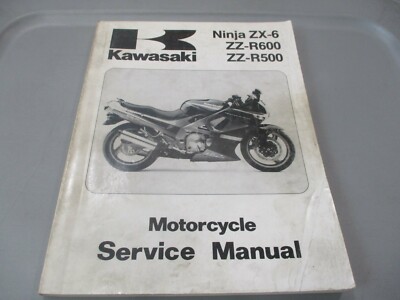 Kawasaki
Ninja ZX-6
ZZ-R600
ZZ-R500
Motorcycle
Service Manual